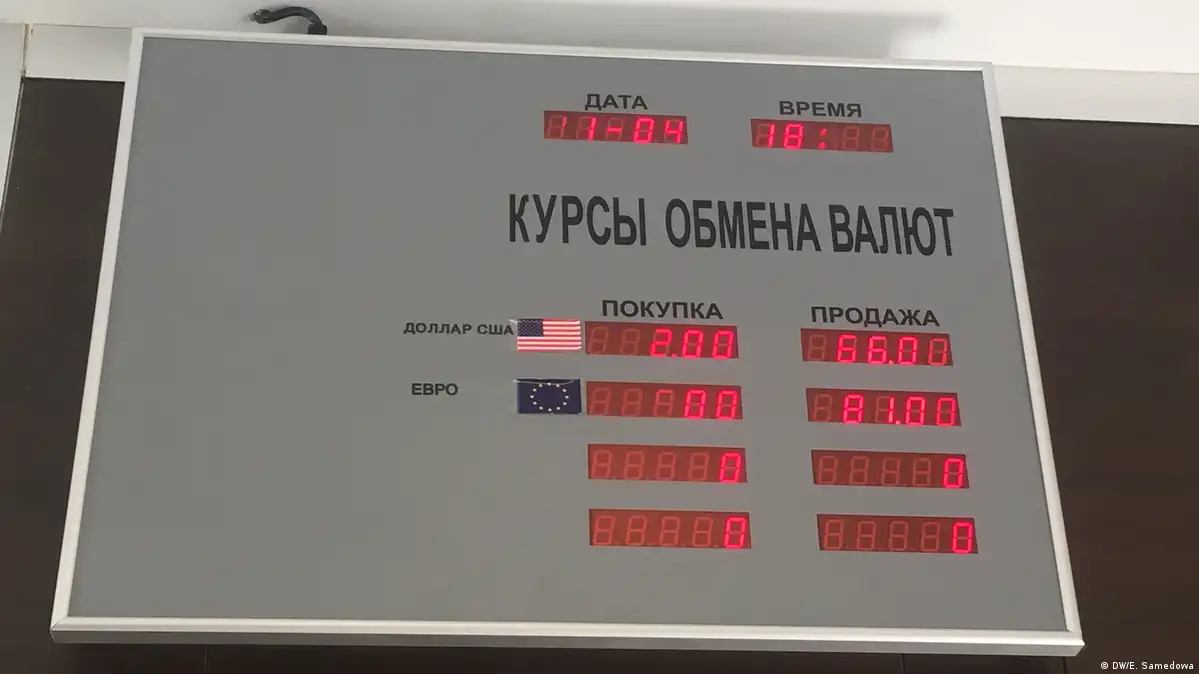 ДАТА ВРЕМЯ
11-04 18:
КУРСЫ ОБМЕНА ВАЛЮТ
ПОКУПКА ПРОДАЖА
ДОЛЛАР США 2.00 66.00
ЕВРО 00 81.00
0 0
0 0
© DW/E. Samedowa